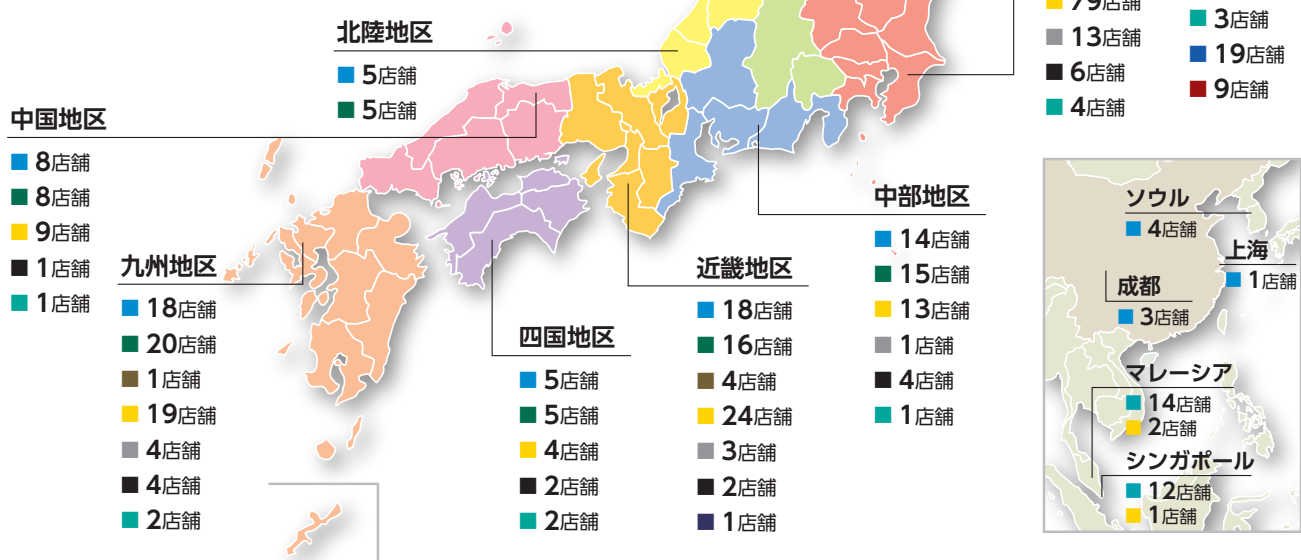 北陸地区
5店舗
5店舗
中国地区
8店舗
8店舗
9店舗
1店舗
1店舗
九州地区
18店舗
20店舗
1店舗
19店舗
4店舗
4店舗
2店舗
四国地区
5店舗
5店舗
4店舗
2店舗
2店舗
近畿地区
18店舗
16店舗
4店舗
24店舗
3店舗
2店舗
1店舗
中部地区
14店舗
15店舗
13店舗
1店舗
4店舗
1店舗
79店舗
13店舗
6店舗
4店舗
3店舗
19店舗
9店舗
ソウル
4店舗
上海
1店舗
成都
3店舗
マレーシア
14店舗
2店舗
シンガポール
12店舗
1店舗